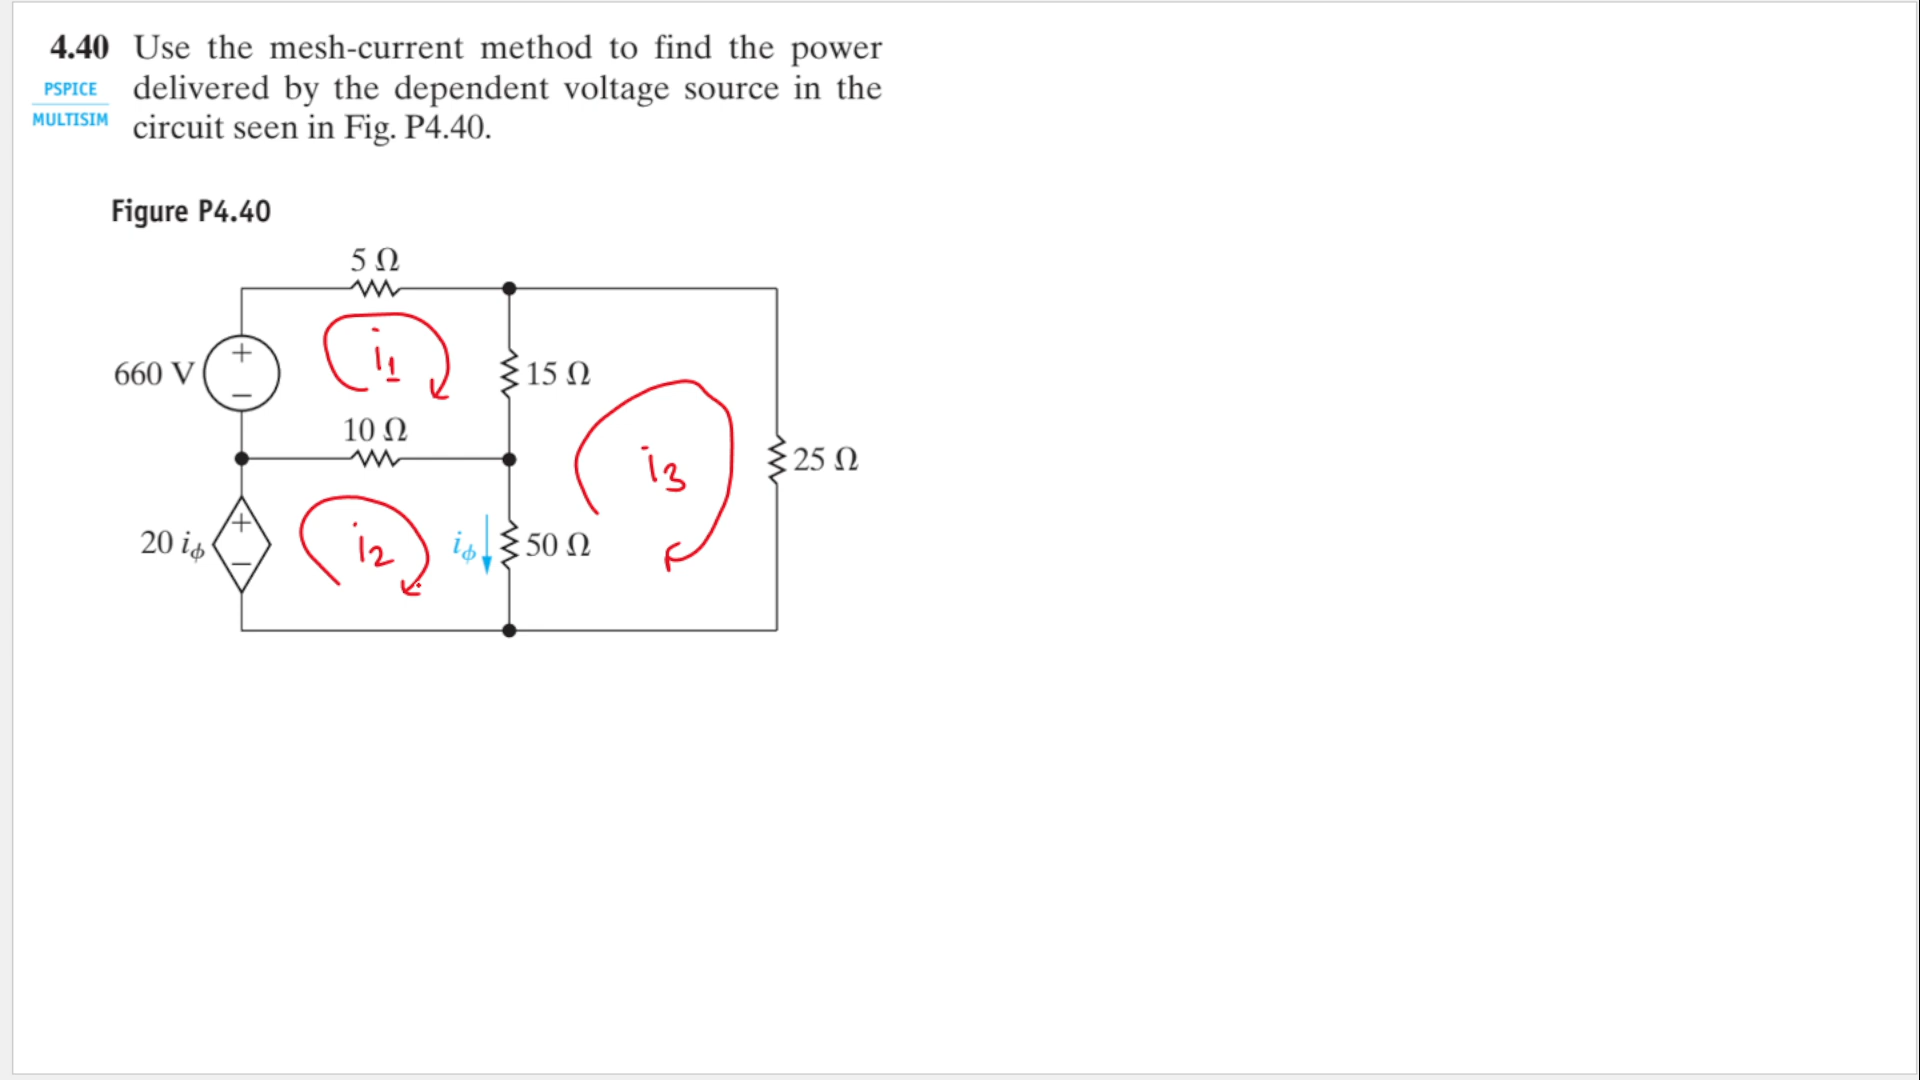 4.40 Use the mesh-current method to find the power
PSPICE delivered by the dependent voltage source in the
MULTISIM circuit seen in Fig. P4.40.
Figure P4.40
5 Ω
660 V
+
−
i1
15 Ω
10 Ω
i3
25 Ω
20 iϕ
+
−
i2
iϕ
50 Ω